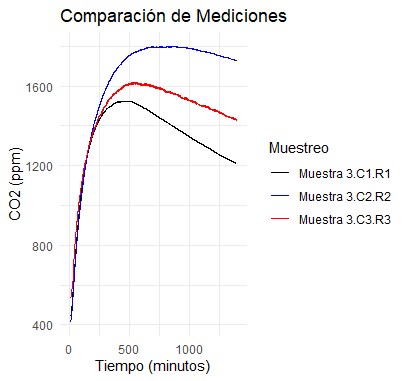 Comparación de Mediciones
CO2 (ppm)
1600
1200
800
400
0
500
1000
Tiempo (minutos)
Muestreo
Muestra 3.C1.R1
Muestra 3.C2.R2
Muestra 3.C3.R3